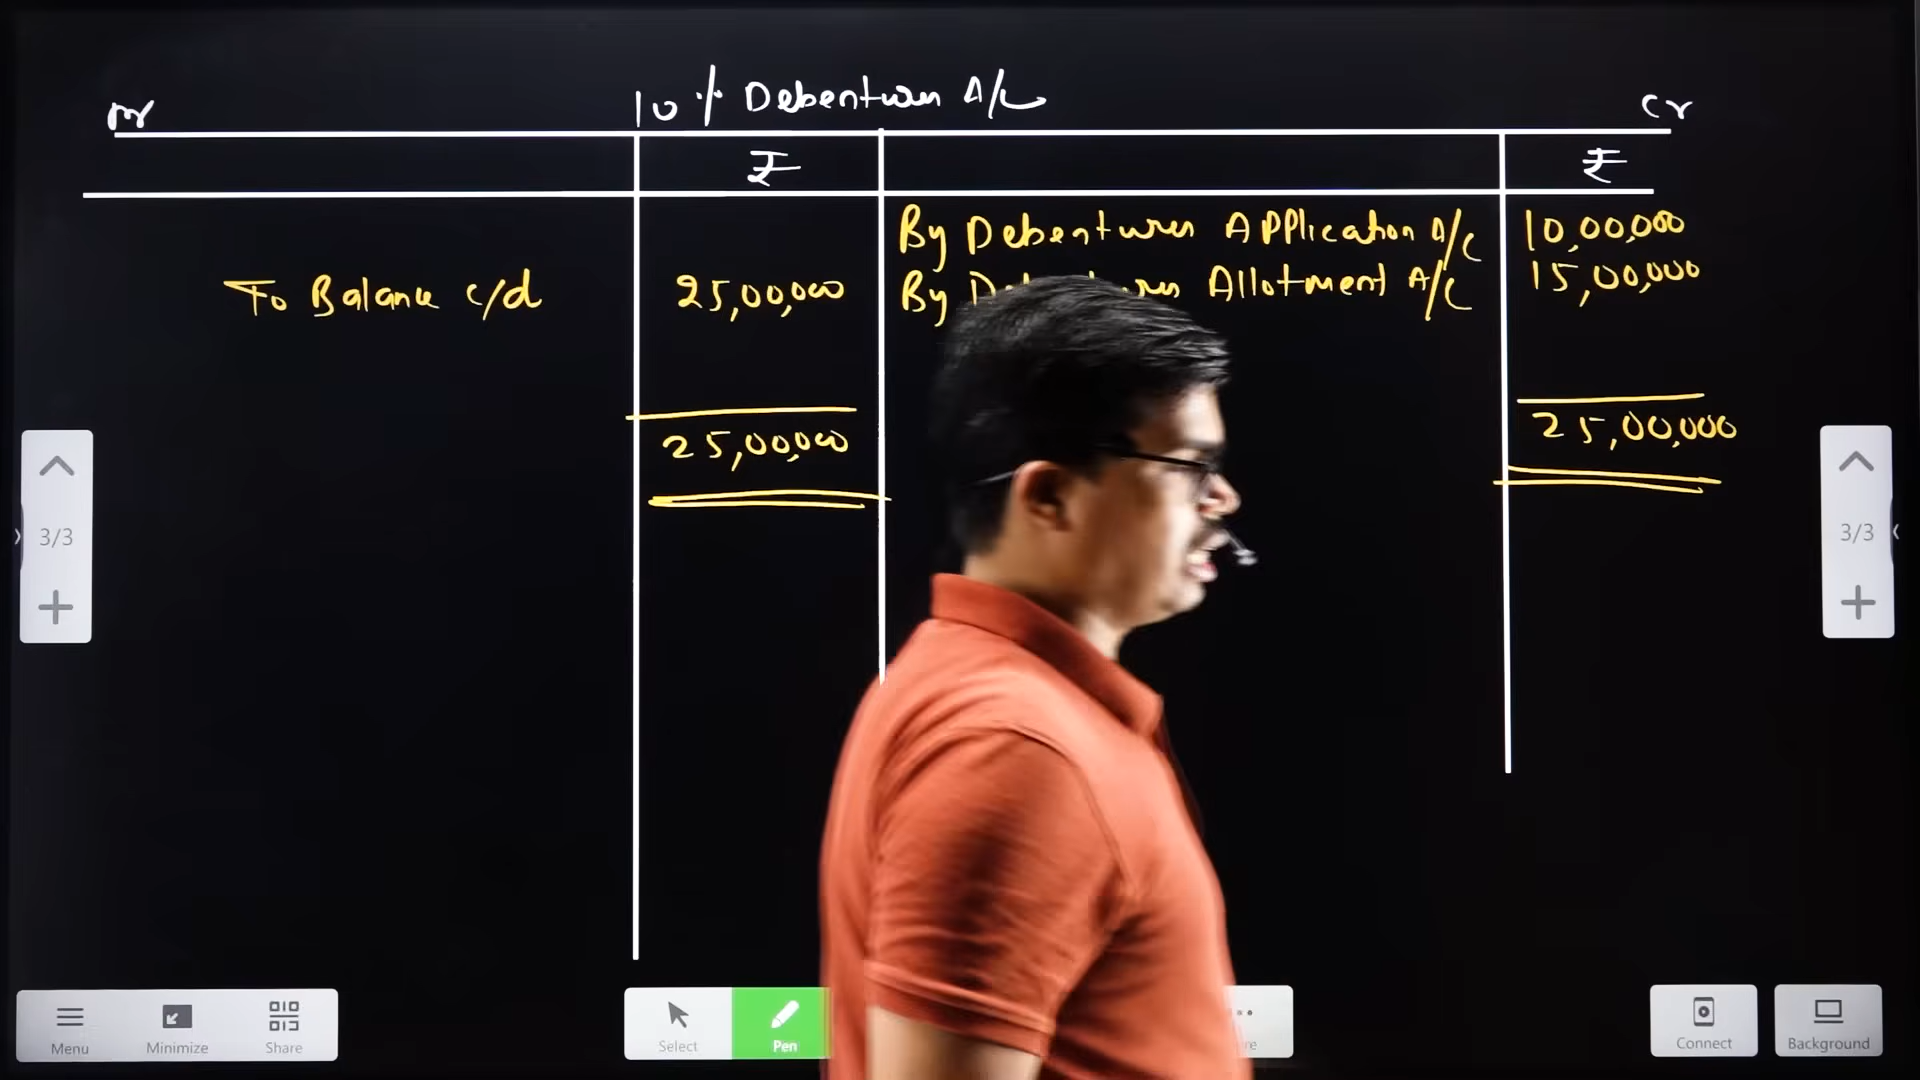 Dr 10 % Debentures A/c Cr
₹ ₹
By Debentures Application A/c 10,00,000
To Balance c/d 25,00,000 By Allotment A/c 15,00,000
25,00,000 25,00,000
3/3 3/3
Menu Minimize Share Select Pen Connect Background